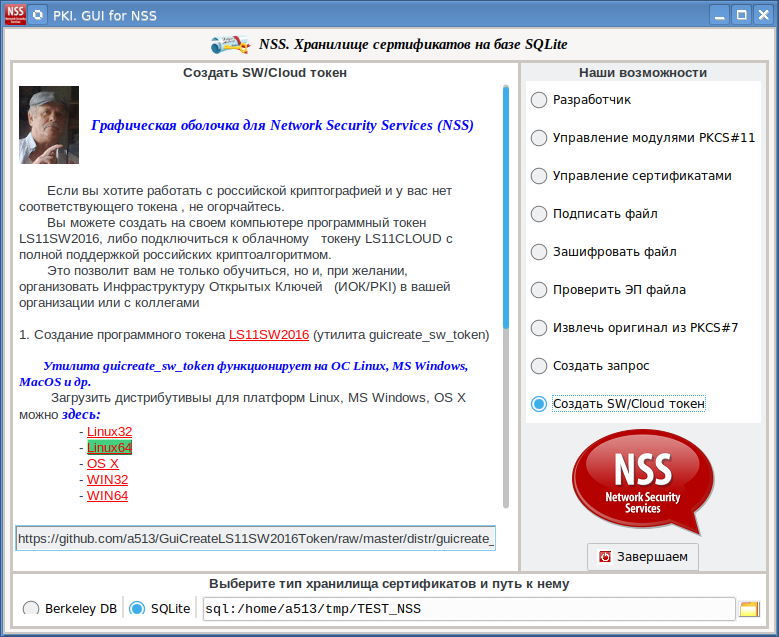 NSS
PKI. GUI for NSS
NSS. Хранилище сертификатов на базе SQLite
Создать SW/Cloud токен
Графическая оболочка для Network Security Services (NSS)
Если вы хотите работать с российской криптографией и у вас нет
соответствующего токена , не огорчайтесь.
Вы можете создать на своем компьютере программный токен
LS11SW2016, либо подключиться к облачному токену LS11CLOUD с
полной поддержкой российских криптоалгоритмом.
Это позволит вам не только обучиться, но и, при желании,
организовать Инфраструктуру Открытых Ключей (ИОК/PKI) в вашей
организации или с коллегами
1. Создание программного токена LS11SW2016 (утилита guicreate_sw_token)
Утилита guicreate_sw_token функционирует на ОС Linux, MS Windows,
MacOS и др.
Загрузить дистрибутивыы для платформ Linux, MS Windows, OS X
можно здесь:
- Linux32
- Linux64
- OS X
- WIN32
- WIN64
https://github.com/a513/GuiCreateLS11SW2016Token/raw/master/distr/guicreate_
Наши возможности
Разработчик
Управление модулями PKCS#11
Управление сертификатами
Подписать файл
Зашифровать файл
Проверить ЭП файла
Извлечь оригинал из PKCS#7
Создать запрос
Создать SW/Cloud токен
NSS
Network Security
Services
Завершаем
Выберите тип хранилища сертификатов и путь к нему
Berkeley DB
SQLite
sql:/home/a513/tmp/TEST_NSS